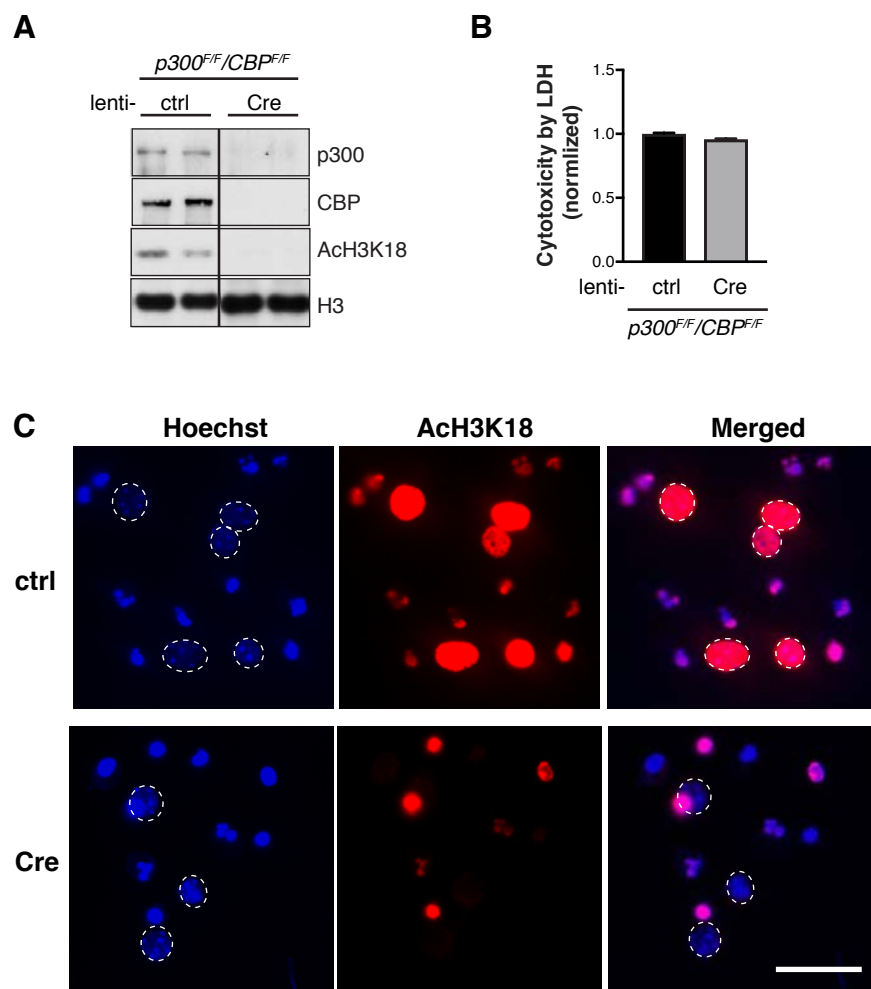 A
p300F/F/CBPF/F
lenti- ctrl Cre
p300
CBP
AcH3K18
H3
B
Cytotoxicity by LDH
(normlized)
1.5
1.0
0.5
0.0
lenti- ctrl Cre
p300F/F/CBPF/F
C
Hoechst AcH3K18 Merged
ctrl
Cre